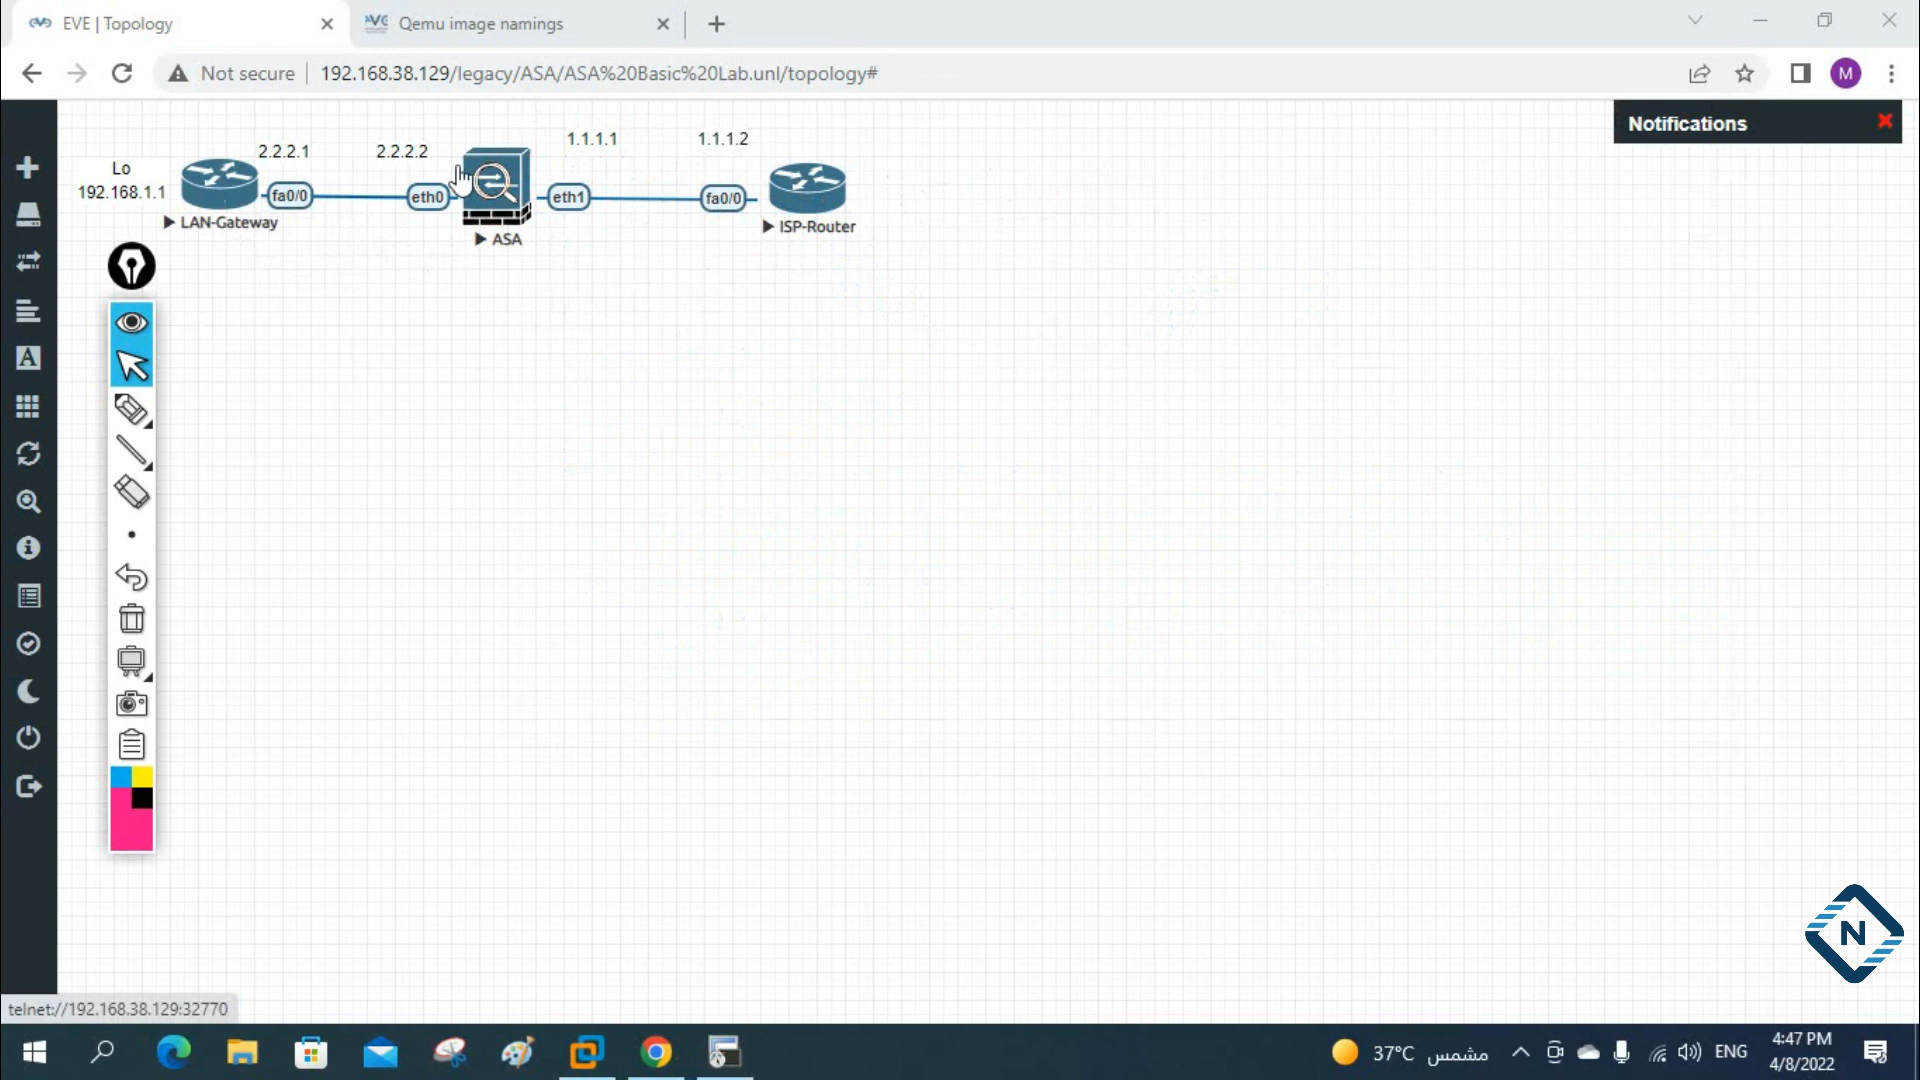 EVE | Topology
Qemu image namings
Not secure
192.168.38.129/legacy/ASA/ASA%20Basic%20Lab.unl/topology#
M
Notifications
1.1.1.1
1.1.1.2
2.2.2.1
2.2.2.2
Lo
192.168.1.1
fa0/0
eth0
eth1
fa0/0
LAN-Gateway
ISP-Router
ASA
A
N
telnet://192.168.38.129:32770
37°C مشمس
ENG
4:47 PM
4/8/2022